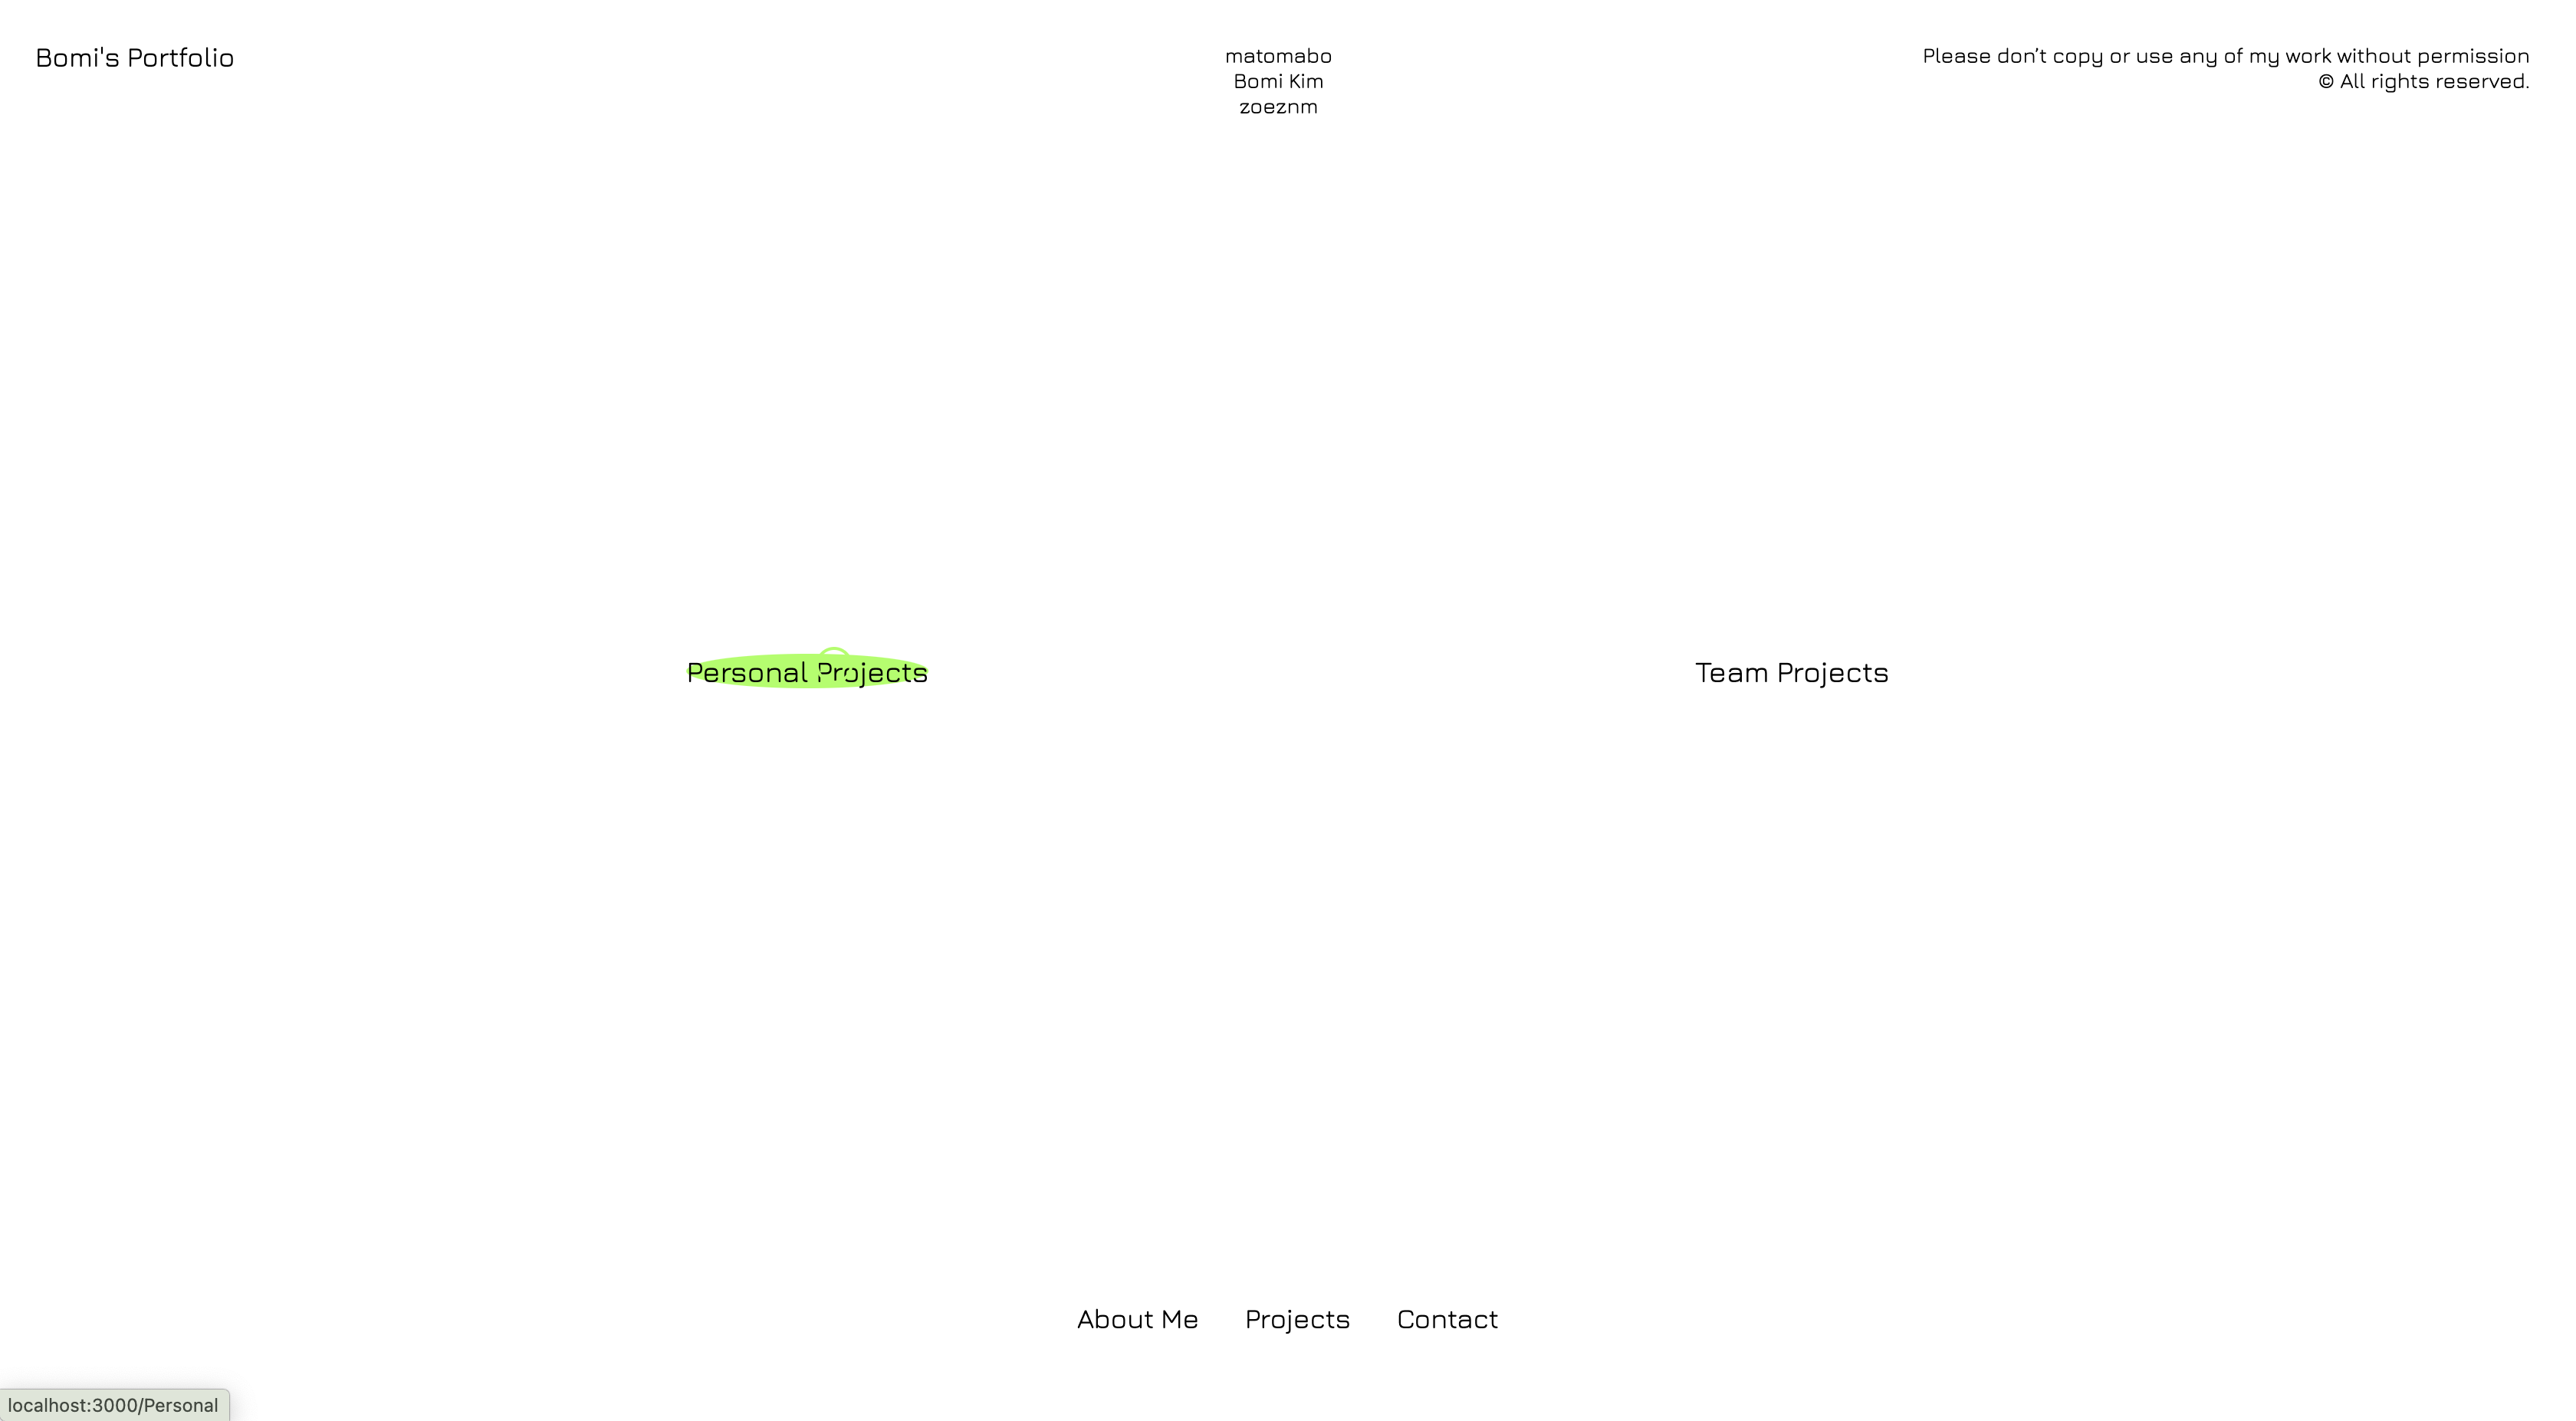 Bomi's Portfolio
matomabo
Bomi Kim
zoeznm
Please don’t copy or use any of my work without permission
© All rights reserved.
Personal Projects
Team Projects
About Me
Projects
Contact
localhost:3000/Personal